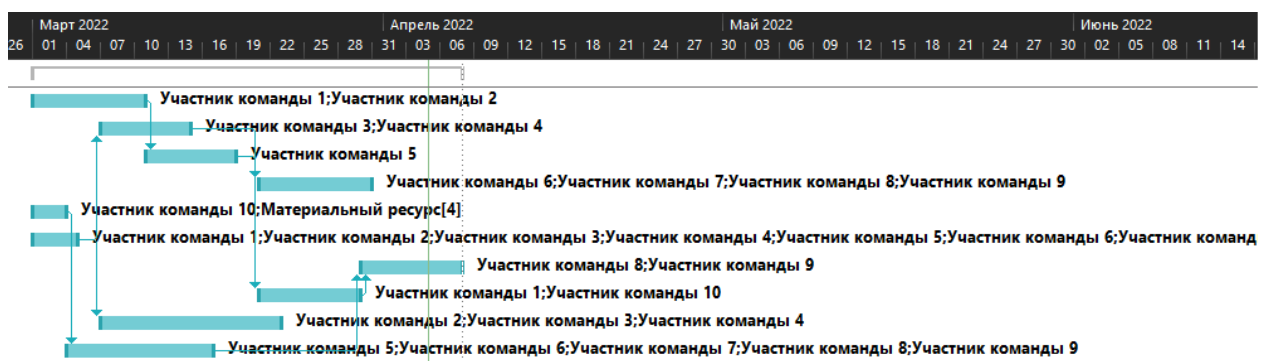 Март 2022 Апрель 2022 Май 2022 Июнь 2022
26 01 04 07 10 13 16 19 22 25 28 31 03 06 09 12 15 18 21 24 27 30 03 06 09 12 15 18 21 24 27 30 02 05 08 11 14
Участник команды 1;Участник команды 2
Участник команды 3;Участник команды 4
Участник команды 5
Участник команды 6;Участник команды 7;Участник команды 8;Участник команды 9
Участник команды 10;Материальный ресурс[4]
Участник команды 1;Участник команды 2;Участник команды 3;Участник команды 4;Участник команды 5;Участник команды 6;Участник команд
Участник команды 8;Участник команды 9
Участник команды 1;Участник команды 10
Участник команды 2;Участник команды 3;Участник команды 4
Участник команды 5;Участник команды 6;Участник команды 7;Участник команды 8;Участник команды 9